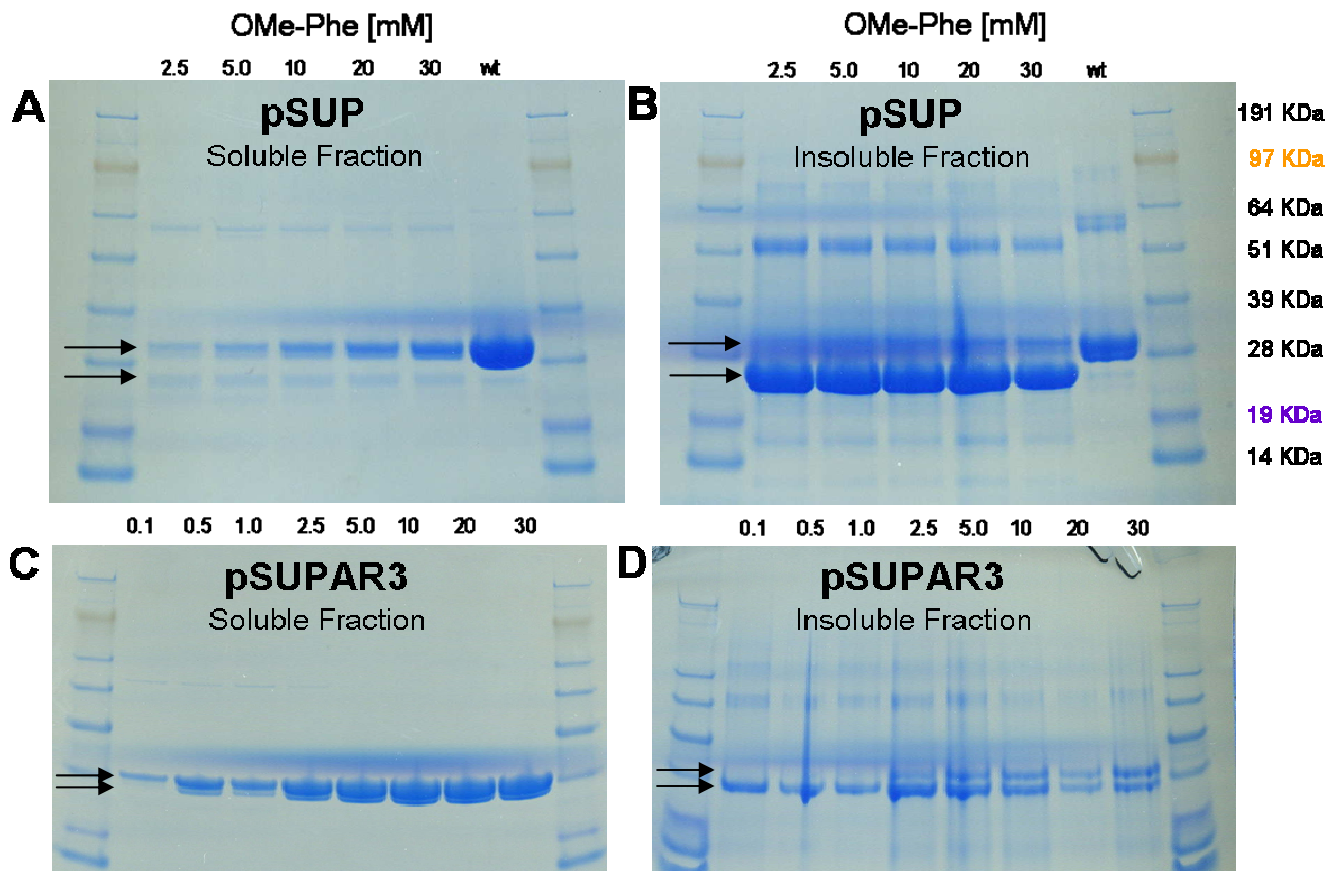 OMe-Phe [mM]
2.5 5.0 10 20 30 wt
A
pSUP
Soluble Fraction
OMe-Phe [mM]
2.5 5.0 10 20 30 wt
B
pSUP
Insoluble Fraction
191 KDa
97 KDa
64 KDa
51 KDa
39 KDa
28 KDa
19 KDa
14 KDa
0.1 0.5 1.0 2.5 5.0 10 20 30
C
pSUPAR3
Soluble Fraction
0.1 0.5 1.0 2.5 5.0 10 20 30
D
pSUPAR3
Insoluble Fraction